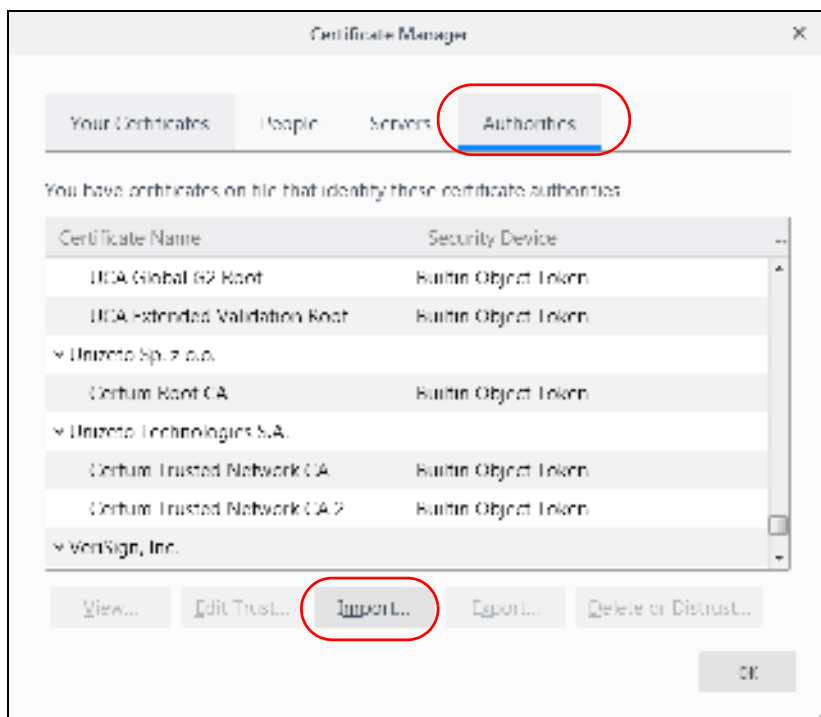 Certificate Manager ×
Your Certificates People Servers Authorities
You have certificates on file that identify these certificate authorities
Certificate Name Security Device ...
UCA Global G2 Root Builtin Object Token
UCA Extended Validation Root Builtin Object Token
Unizeto Sp. z o.o.
Certum Root CA Builtin Object Token
Unizeto Technologies S.A.
Certum Trusted Network CA Builtin Object Token
Certum Trusted Network CA 2 Builtin Object Token
VeriSign, Inc.
View... Edit Trust... Import... Export... Delete or Distrust...
OK